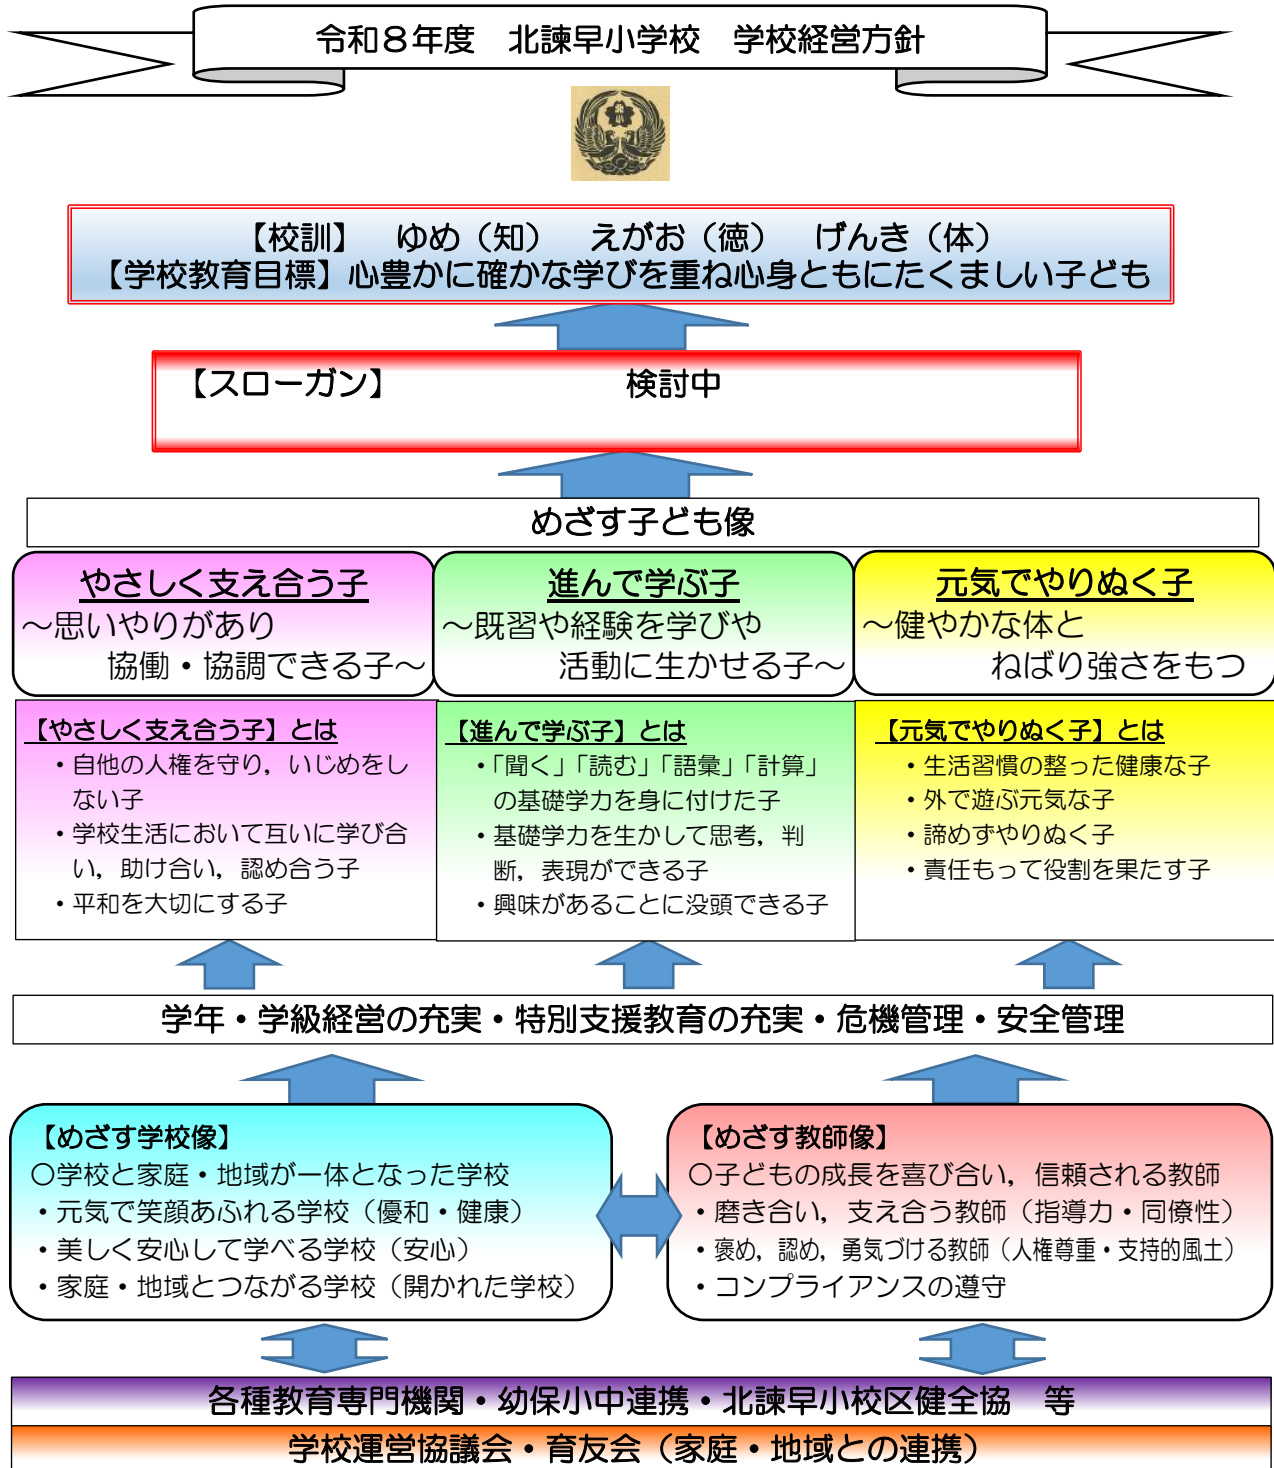 令和８年度　北諫早小学校　学校経営方針
北小
【校訓】　ゆめ（知）　えがお（徳）　げんき（体）
【学校教育目標】心豊かに確かな学びを重ね心身ともにたくましい子ども
【スローガン】　検討中
めざす子ども像
やさしく支え合う子
～思いやりがあり
協働・協調できる子～
進んで学ぶ子
～既習や経験を学びや
活動に生かせる子～
元気でやりぬく子
～健やかな体と
ねばり強さをもつ
【やさしく支え合う子】とは
・自他の人権を守り，いじめをし
ない子
・学校生活において互いに学び合
い，助け合い，認め合う子
・平和を大切にする子
【進んで学ぶ子】とは
・「聞く」「読む」「語彙」「計算」
の基礎学力を身に付けた子
・基礎学力を生かして思考，判
断，表現ができる子
・興味があることに没頭できる子
【元気でやりぬく子】とは
・生活習慣の整った健康な子
・外で遊ぶ元気な子
・諦めずやりぬく子
・責任もって役割を果たす子
学年・学級経営の充実・特別支援教育の充実・危機管理・安全管理
【めざす学校像】
○学校と家庭・地域が一体となった学校
・元気で笑顔あふれる学校（優和・健康）
・美しく安心して学べる学校（安心）
・家庭・地域とつながる学校（開かれた学校）
【めざす教師像】
○子どもの成長を喜び合い，信頼される教師
・磨き合い，支え合う教師（指導力・同僚性）
・褒め，認め，勇気づける教師（人権尊重・支持的風土）
・コンプライアンスの遵守
各種教育専門機関・幼保小中連携・北諫早小校区健全協　等
学校運営協議会・育友会（家庭・地域との連携）